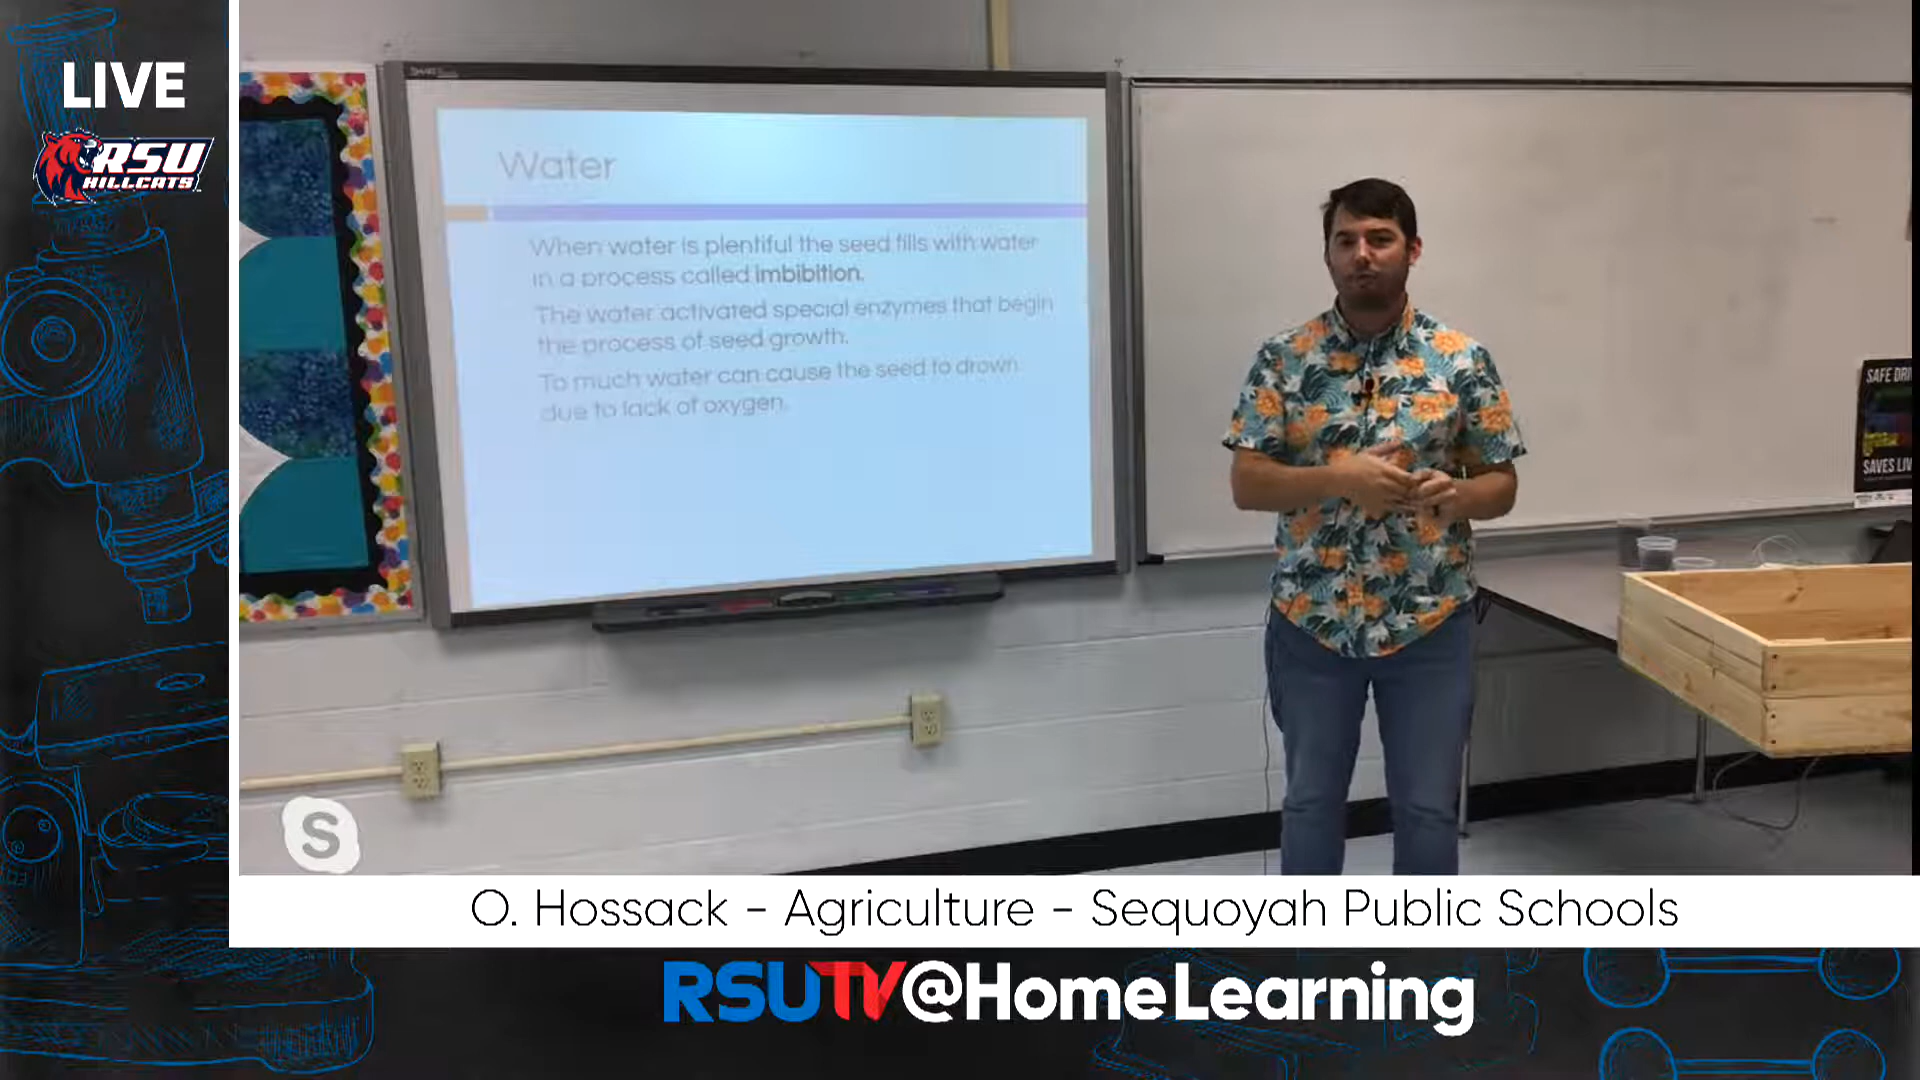 LIVE
RSU
HILLCATS
SMART
Water
When water is plentiful the seed fills with water
in a process called imbibition.
The water activated special enzymes that begin
the process of seed growth.
To much water can cause the seed to drown
due to lack of oxygen.
SAFE DRI
SAVES LIV
S
O. Hossack - Agriculture - Sequoyah Public Schools
RSUTV@HomeLearning